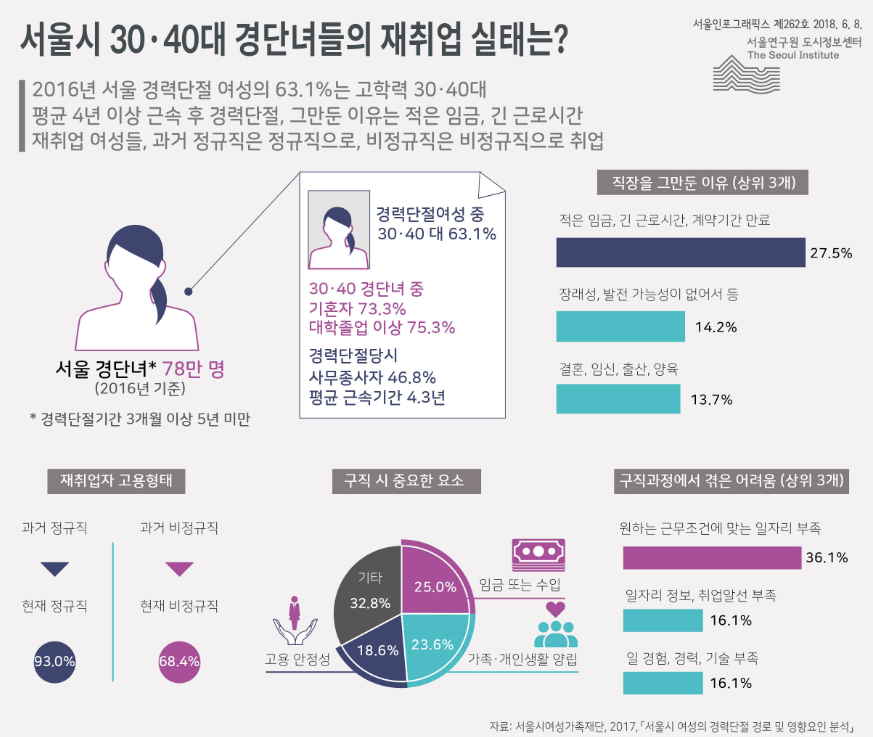 서울시 30·40대 경단녀들의 재취업 실태는?
서울인포그래픽스 제262호 2018. 6. 8.
서울연구원 도시정보센터
The Seoul Institute
2016년 서울 경력단절 여성의 63.1%는 고학력 30·40대
평균 4년 이상 근속 후 경력단절, 그만둔 이유는 적은 임금, 긴 근로시간
재취업 여성들, 과거 정규직은 정규직으로, 비정규직은 비정규직으로 취업
서울 경단녀* 78만 명
(2016년 기준)
* 경력단절기간 3개월 이상 5년 미만
경력단절여성 중
30·40 대 63.1%
30·40 경단녀 중
기혼자 73.3%
대학졸업 이상 75.3%
경력단절당시
사무종사자 46.8%
평균 근속기간 4.3년
직장을 그만둔 이유 (상위 3개)
적은 임금, 긴 근로시간, 계약기간 만료
27.5%
장래성, 발전 가능성이 없어서 등
14.2%
결혼, 임신, 출산, 양육
13.7%
재취업자 고용형태
과거 정규직
현재 정규직
93.0%
과거 비정규직
현재 비정규직
68.4%
구직 시 중요한 요소
기타
32.8%
25.0%
임금 또는 수입
23.6%
가족·개인생활 양립
18.6%
고용 안정성
구직과정에서 겪은 어려움 (상위 3개)
원하는 근무조건에 맞는 일자리 부족
36.1%
일자리 정보, 취업알선 부족
16.1%
일 경험, 경력, 기술 부족
16.1%
자료: 서울시여성가족재단, 2017, 「서울시 여성의 경력단절 경로 및 영향요인 분석」